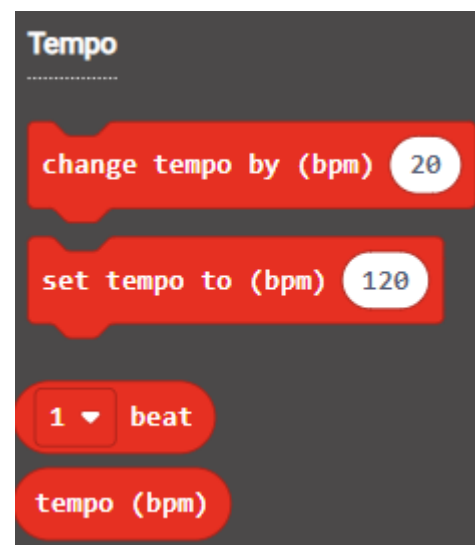 Tempo
change tempo by (bpm) 20
set tempo to (bpm) 120
1 beat
tempo (bpm)